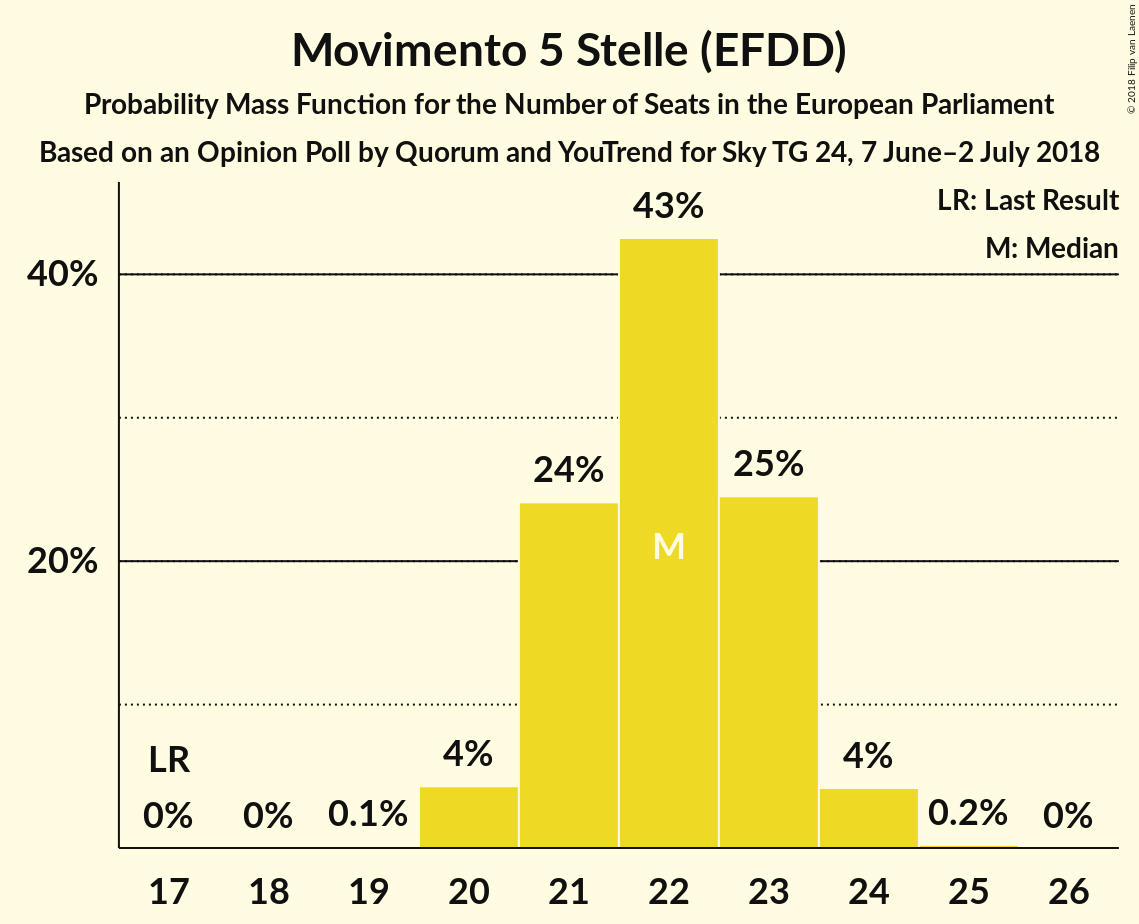 Movimento 5 Stelle (EFDD)
Probability Mass Function for the Number of Seats in the European Parliament
Based on an Opinion Poll by Quorum and YouTrend for Sky TG 24, 7 June–2 July 2018
© 2018 Filip van Laenen
LR: Last Result
M: Median
43%
40%
25%
24%
M
20%
LR
4%
4%
0%
0%
0.1%
0.2%
0%
17 18 19 20 21 22 23 24 25 26